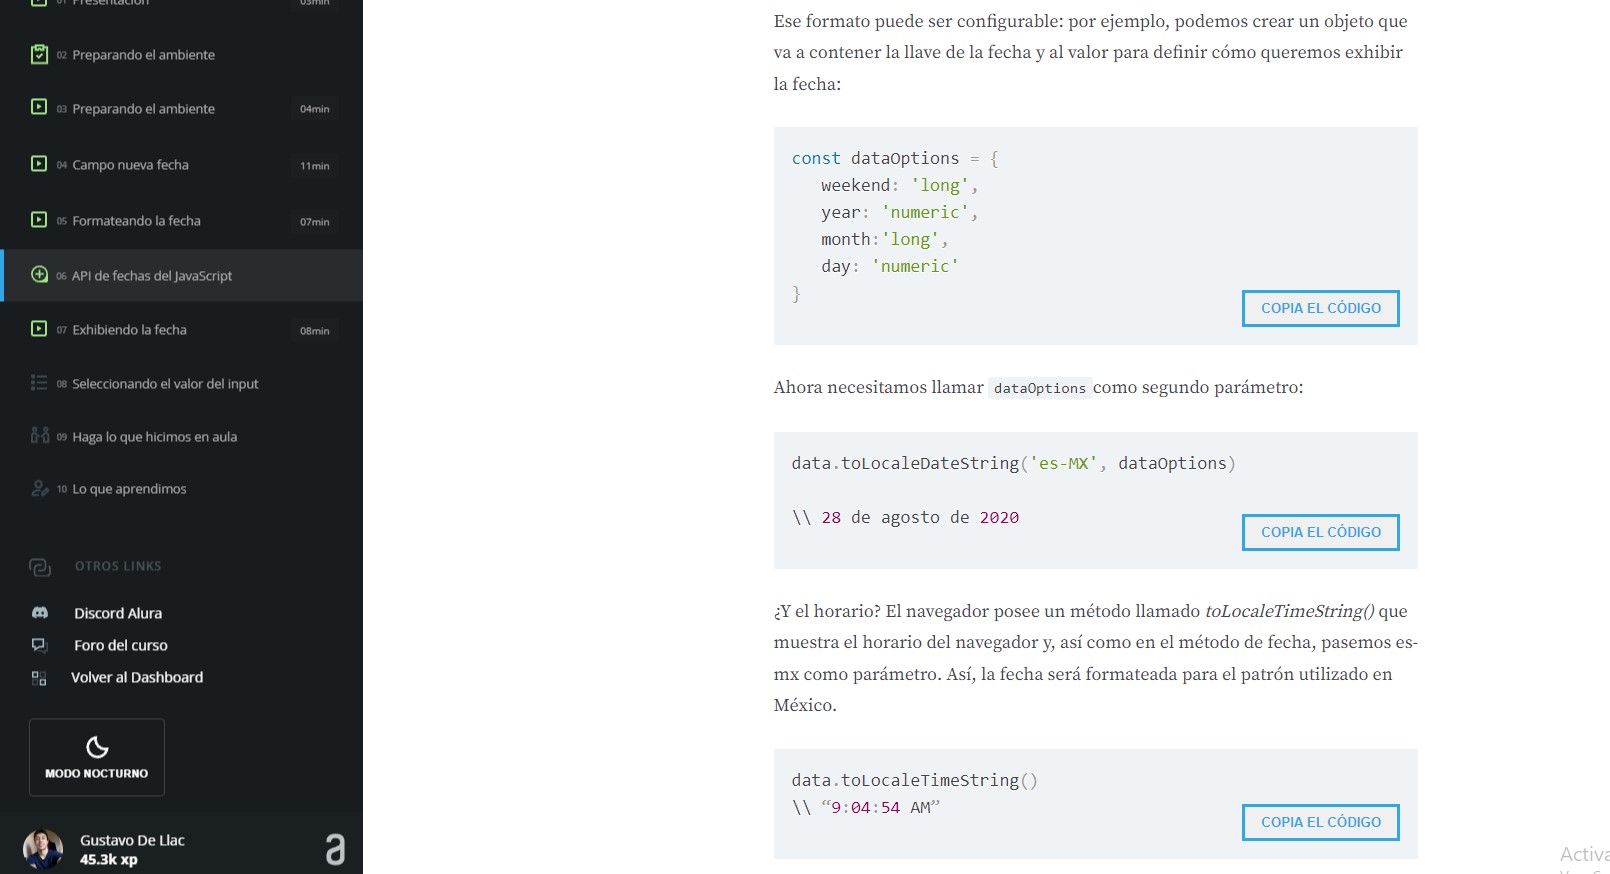 01 Presentación 03min
02 Preparando el ambiente
03 Preparando el ambiente 04min
04 Campo nueva fecha 11min
05 Formateando la fecha 07min
06 API de fechas del JavaScript
07 Exhibiendo la fecha 08min
08 Seleccionando el valor del input
09 Haga lo que hicimos en aula
10 Lo que aprendimos
OTROS LINKS
Discord Alura
Foro del curso
Volver al Dashboard
MODO NOCTURNO
Gustavo De Llac
45.3k xp
a
Ese formato puede ser configurable: por ejemplo, podemos crear un objeto que
va a contener la llave de la fecha y al valor para definir cómo queremos exhibir
la fecha:
const dataOptions = {
weekend: 'long',
year: 'numeric',
month:'long',
day: 'numeric'
}
COPIA EL CÓDIGO
Ahora necesitamos llamar dataOptions como segundo parámetro:
data.toLocaleDateString('es-MX', dataOptions)
\\ 28 de agosto de 2020
COPIA EL CÓDIGO
¿Y el horario? El navegador posee un método llamado toLocaleTimeString() que
muestra el horario del navegador y, así como en el método de fecha, pasemos es-
mx como parámetro. Así, la fecha será formateada para el patrón utilizado en
México.
data.toLocaleTimeString()
\\ “9:04:54 AM”
COPIA EL CÓDIGO
Activa